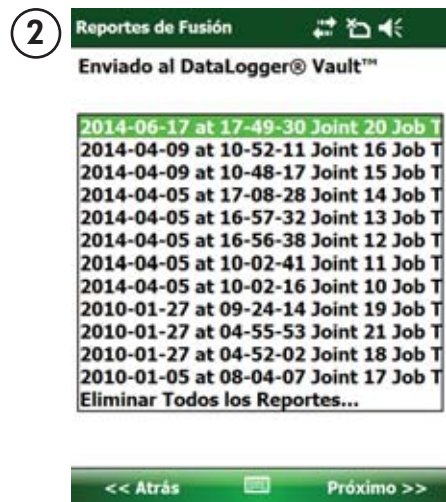 2
Reportes de Fusión
Enviado al DataLogger® Vault™
2014-06-17 at 17-49-30 Joint 20 Job T
2014-04-09 at 10-52-11 Joint 16 Job T
2014-04-09 at 10-48-17 Joint 15 Job T
2014-04-05 at 17-08-28 Joint 14 Job T
2014-04-05 at 16-57-32 Joint 13 Job T
2014-04-05 at 16-56-38 Joint 12 Job T
2014-04-05 at 10-02-41 Joint 11 Job T
2014-04-05 at 10-02-16 Joint 10 Job T
2010-01-27 at 09-24-14 Joint 19 Job T
2010-01-27 at 04-55-53 Joint 21 Job T
2010-01-27 at 04-52-02 Joint 18 Job T
2010-01-05 at 08-04-07 Joint 17 Job T
Eliminar Todos los Reportes...
<< Atrás Próximo >>